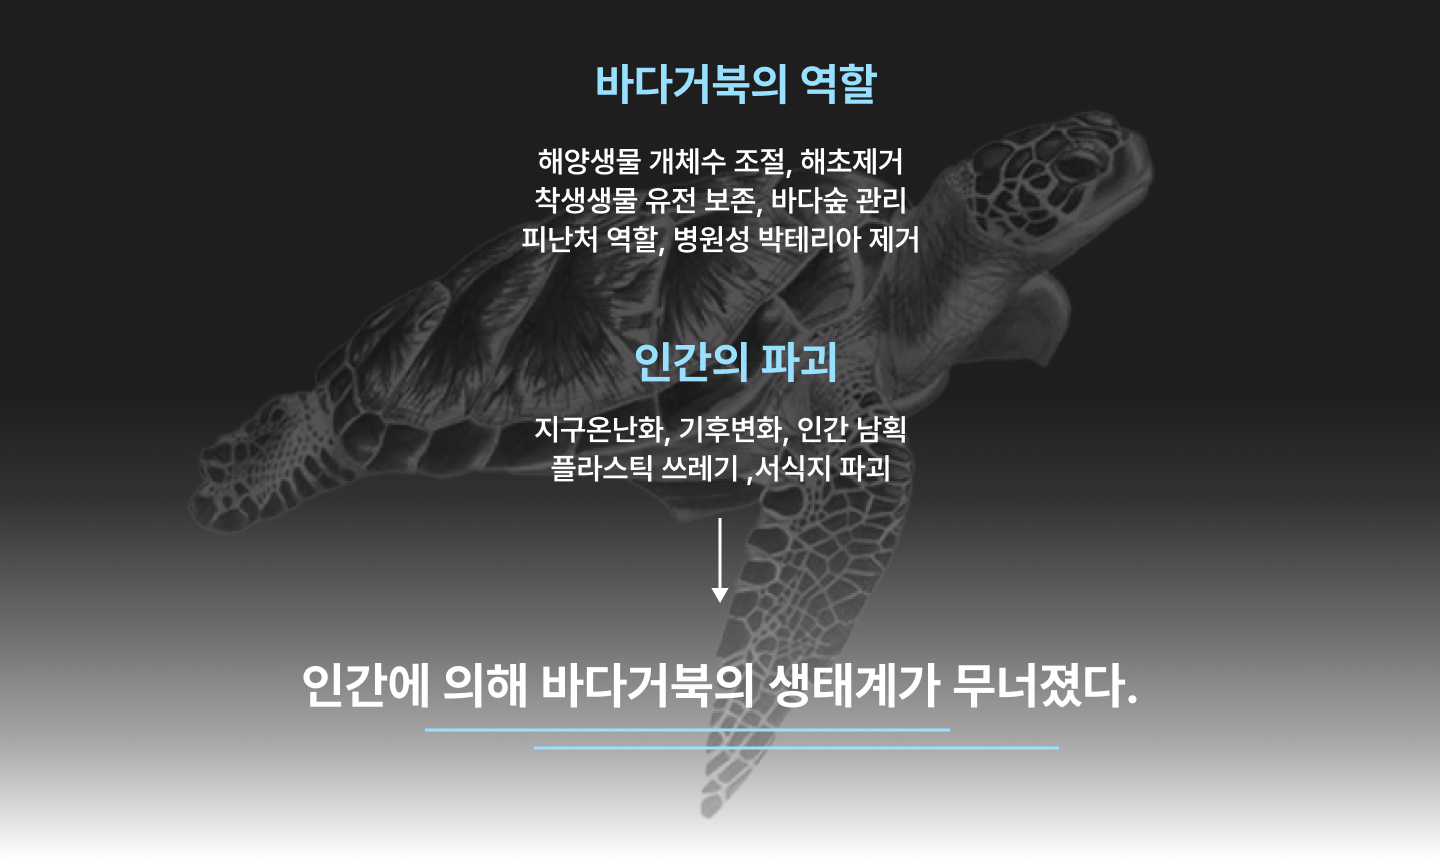 바다거북의 역할
해양생물 개체수 조절, 해초제거
착생생물 유전 보존, 바다숲 관리
피난처 역할, 병원성 박테리아 제거
인간의 파괴
지구온난화, 기후변화, 인간 남획
플라스틱 쓰레기 ,서식지 파괴
인간에 의해 바다거북의 생태계가 무너졌다.